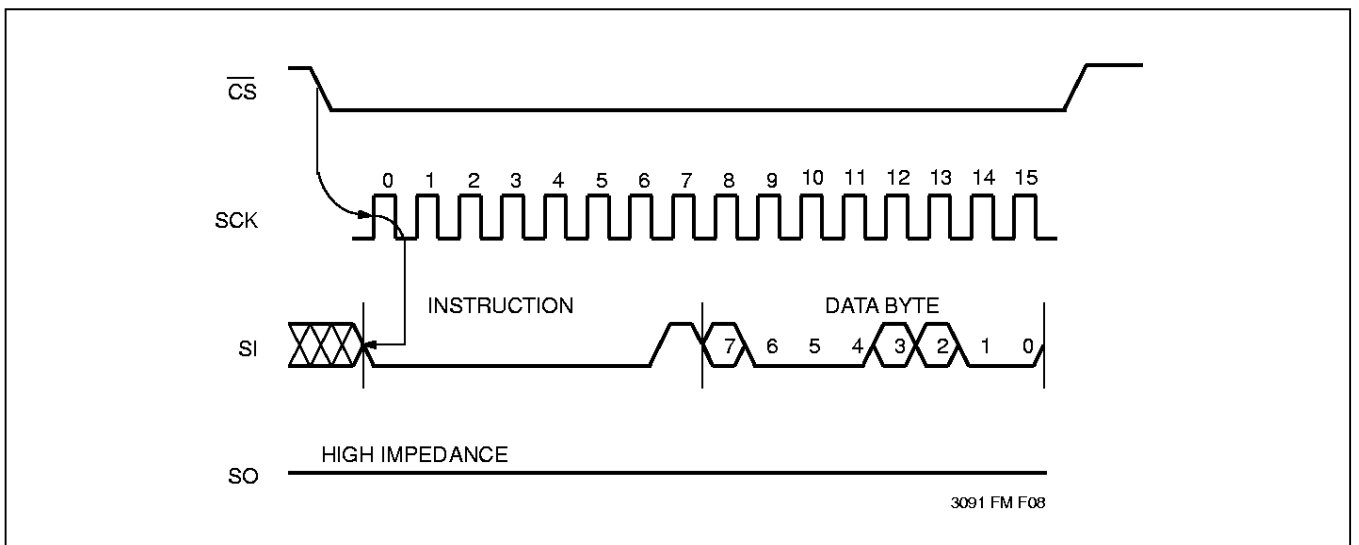 CS
0 1 2 3 4 5 6 7 8 9 10 11 12 13 14 15
SCK
INSTRUCTION DATA BYTE
SI 7 6 5 4 3 2 1 0
HIGH IMPEDANCE
SO
3091 FM F08